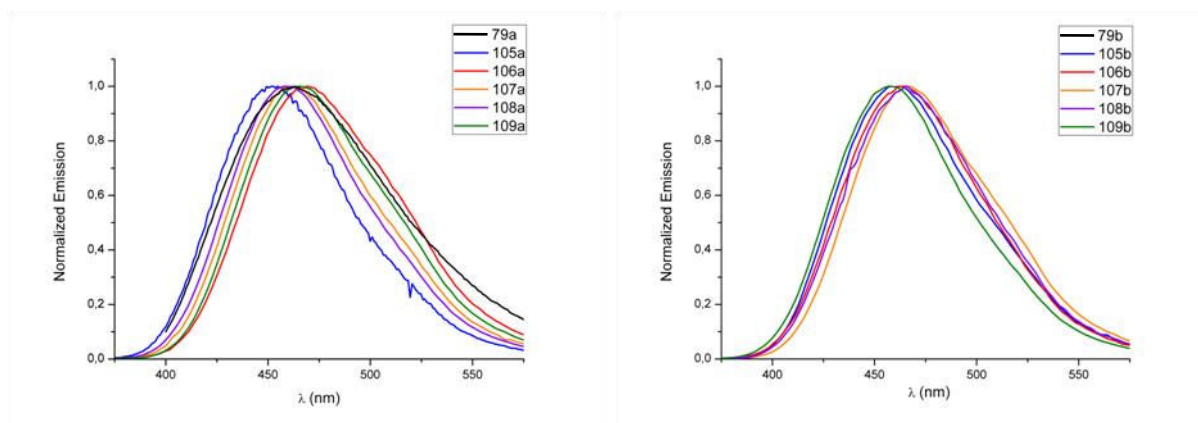 79a
105a
106a
107a
108a
109a
1,0
0,8
0,6
0,4
0,2
0,0
Normalized Emission
400 450 500 550
λ (nm)
79b
105b
106b
107b
108b
109b
1,0
0,8
0,6
0,4
0,2
0,0
Normalized Emission
400 450 500 550
λ (nm)